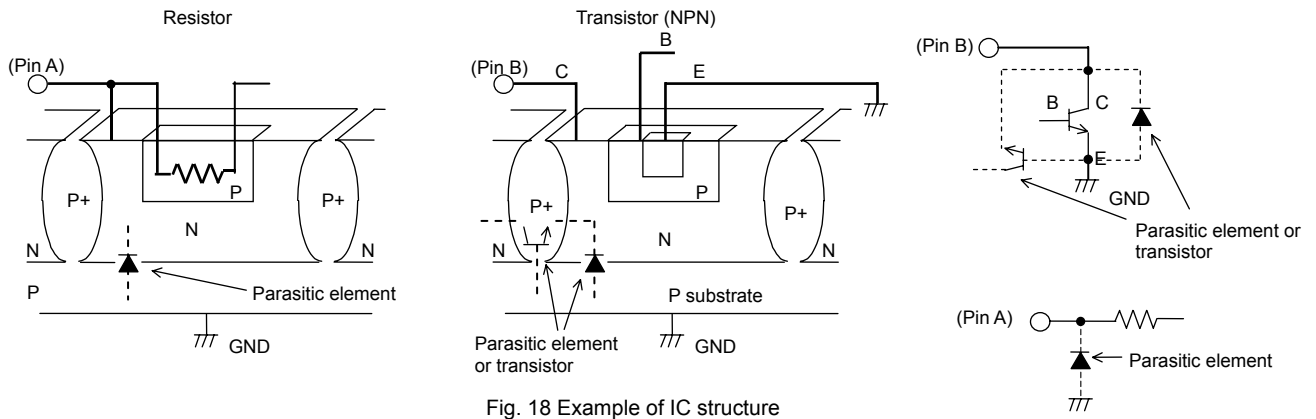 Resistor
(Pin A)
P+
P
P+
N
N
N
P
Parasitic element
GND
Transistor (NPN)
B
(Pin B)
C
E
P+
P
P+
N
N
N
P substrate
Parasitic element
or transistor
GND
(Pin B)
B
C
E
GND
Parasitic element or
transistor
(Pin A)
Parasitic element
Fig. 18 Example of IC structure